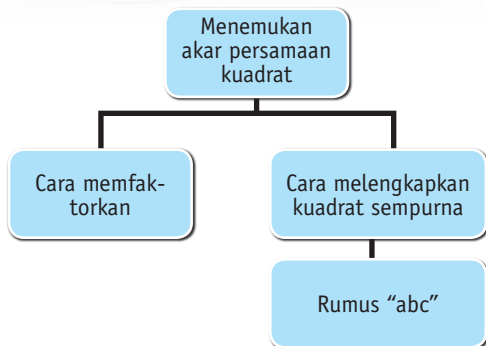 Menemukan
akar persamaan
kuadrat
Cara memfak-
torkan
Cara melengkapkan
kuadrat sempurna
Rumus “abc”